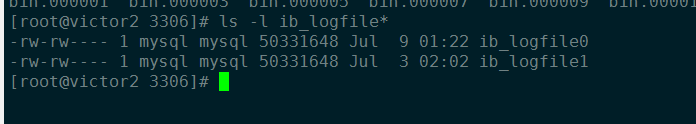 bin.000001  bin.000003  bin.000005  bin.000007  bin.000009  bin.0000
[root@victor2 3306]# ls -l ib_logfile*
-rw-rw---- 1 mysql mysql 50331648 Jul  9 01:22 ib_logfile0
-rw-rw---- 1 mysql mysql 50331648 Jul  3 02:02 ib_logfile1
[root@victor2 3306]#